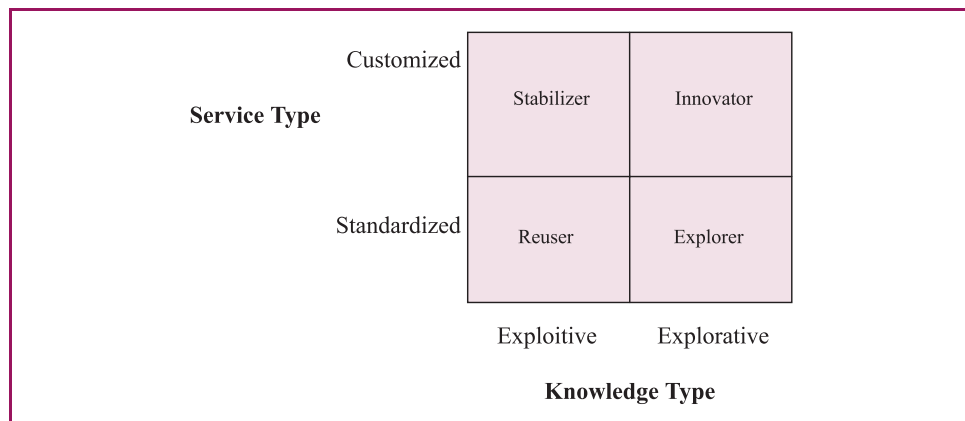 Customized
Stabilizer Innovator
Service Type
Standardized
Reuser Explorer
Exploitive Explorative
Knowledge Type